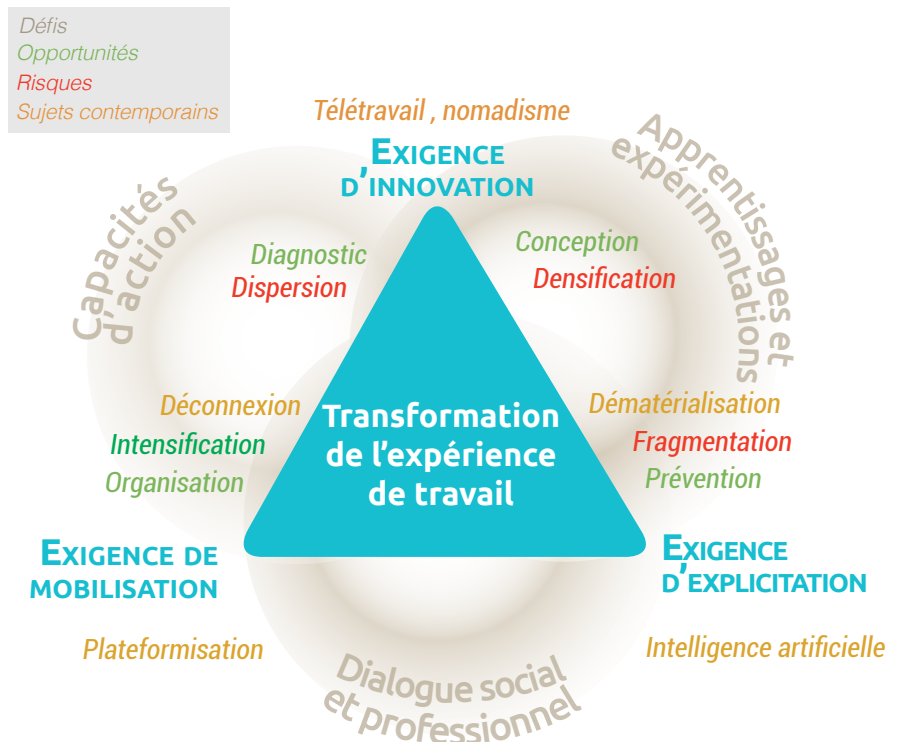 Défis
Opportunités
Risques
Sujets contemporains
Télétravail , nomadisme
EXIGENCE
D'INNOVATION
Capacités
d'action
Apprentissages et
expérimentations
Diagnostic
Dispersion
Conception
Densification
Déconnexion
Intensification
Organisation
Transformation
de l'expérience
de travail
Dématérialisation
Fragmentation
Prévention
EXIGENCE DE
MOBILISATION
EXIGENCE
D'EXPLICITATION
Plateformisation
Intelligence artificielle
Dialogue social
et professionnel